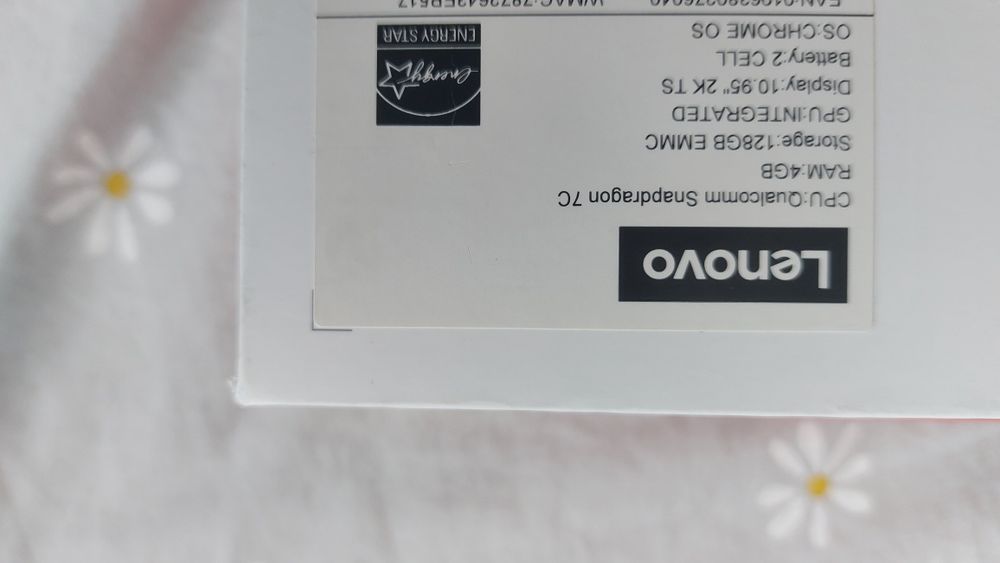 Lenovo
CPU:Qualcomm Snapdragon 7C
RAM:4GB
Storage:128GB EMMC
GPU:INTEGRATED
Display:10.95" 2K TS
Battery:2 CELL
OS:CHROME OS
energy
ENERGY STAR